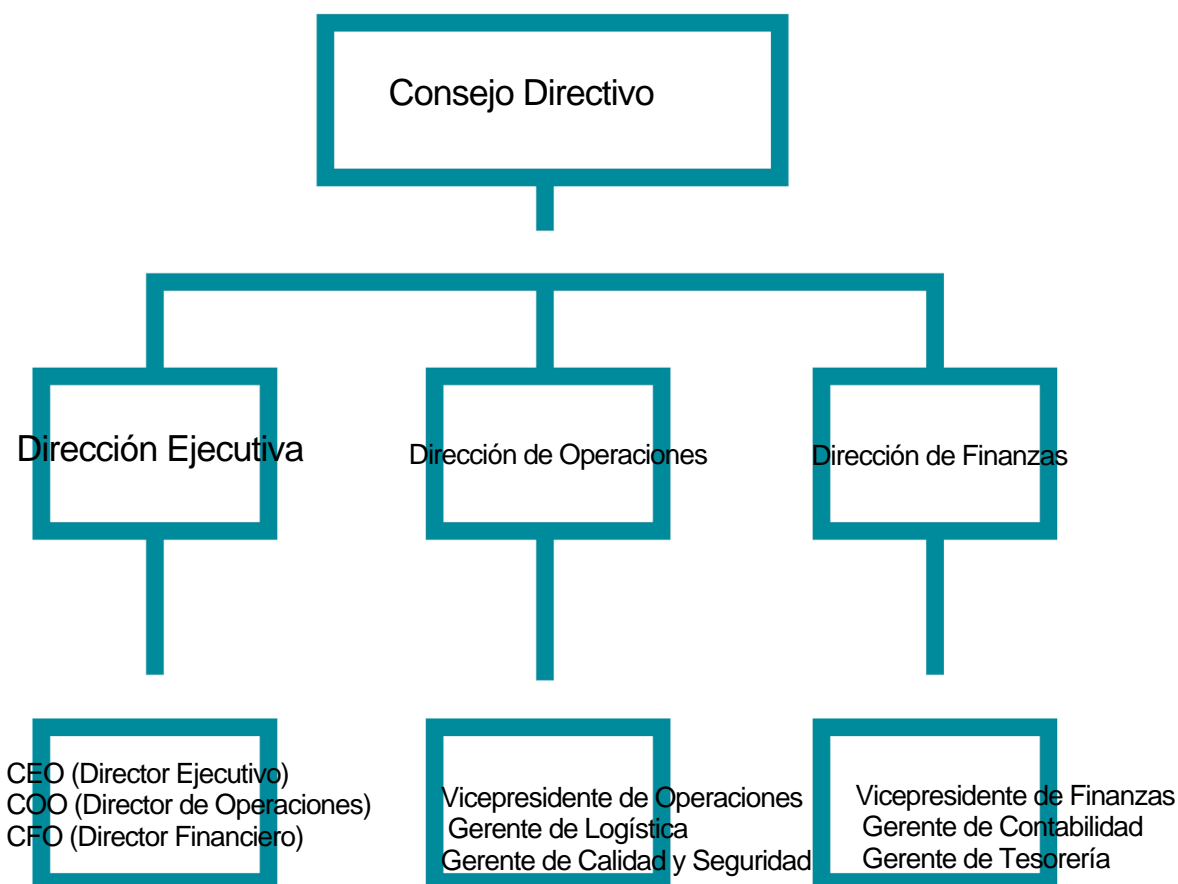 Consejo Directivo
Dirección Ejecutiva
Dirección de Operaciones
Dirección de Finanzas
CEO (Director Ejecutivo)
COO (Director de Operaciones)
CFO (Director Financiero)
Vicepresidente de Operaciones
Gerente de Logística
Gerente de Calidad y Seguridad
Vicepresidente de Finanzas
Gerente de Contabilidad
Gerente de Tesorería